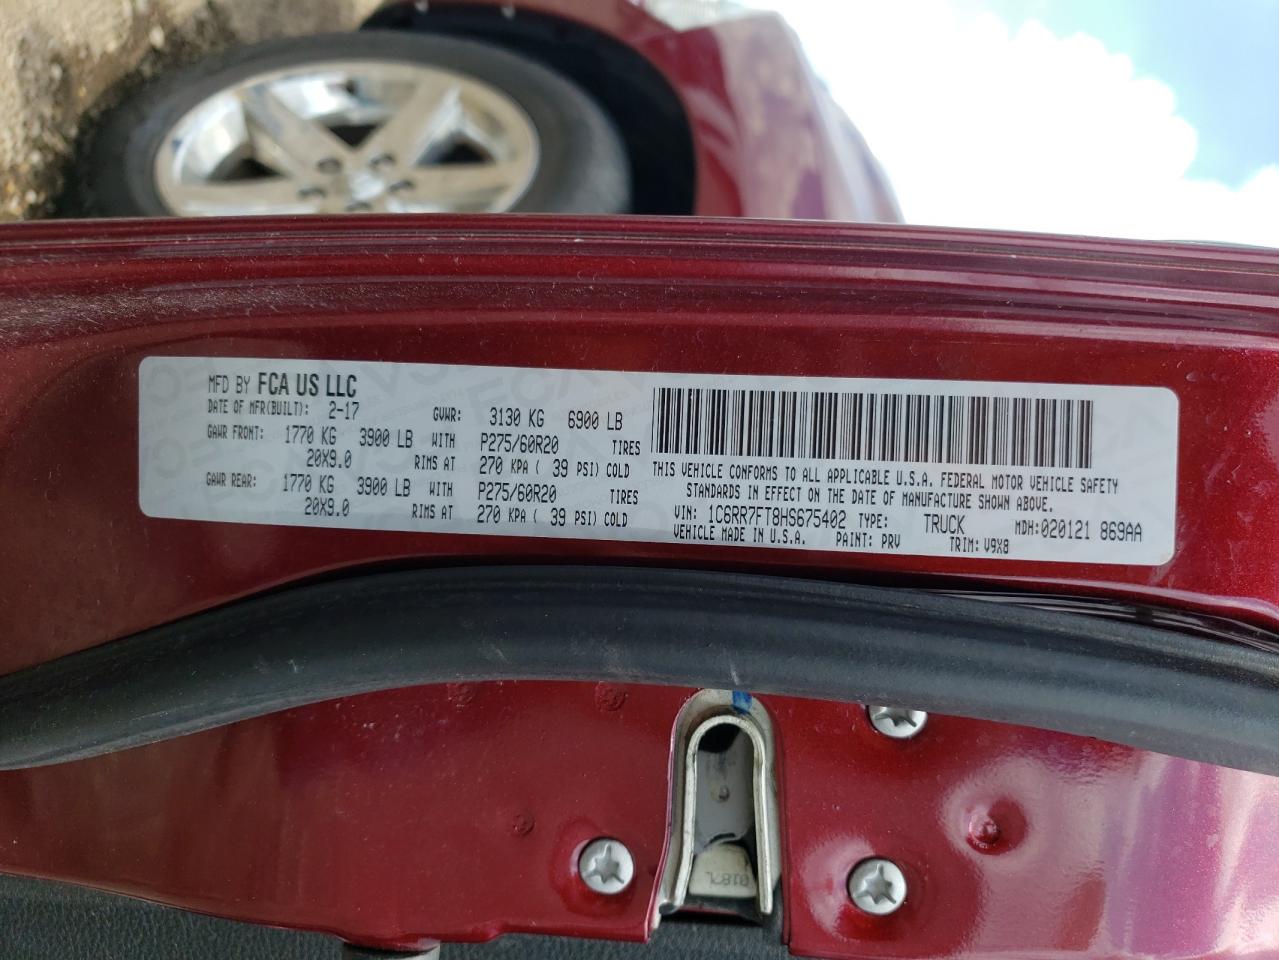 MFD BY FCA US LLC
DATE OF MFR(BUILT): 2-17 GVWR: 3130 KG 6900 LB
GAWR FRONT: 1770 KG 3900 LB WITH P275/60R20 TIRES
20X9.0 RIMS AT 270 KPA ( 39 PSI) COLD
GAWR REAR: 1770 KG 3900 LB WITH P275/60R20 TIRES
20X9.0 RIMS AT 270 KPA ( 39 PSI) COLD
THIS VEHICLE CONFORMS TO ALL APPLICABLE U.S.A. FEDERAL MOTOR VEHICLE SAFETY
STANDARDS IN EFFECT ON THE DATE OF MANUFACTURE SHOWN ABOVE.
VIN: 1C6RR7FT8HS675402 TYPE: TRUCK MDH:020121 869AA
VEHICLE MADE IN U.S.A. PAINT: PRV TRIM: V9X8